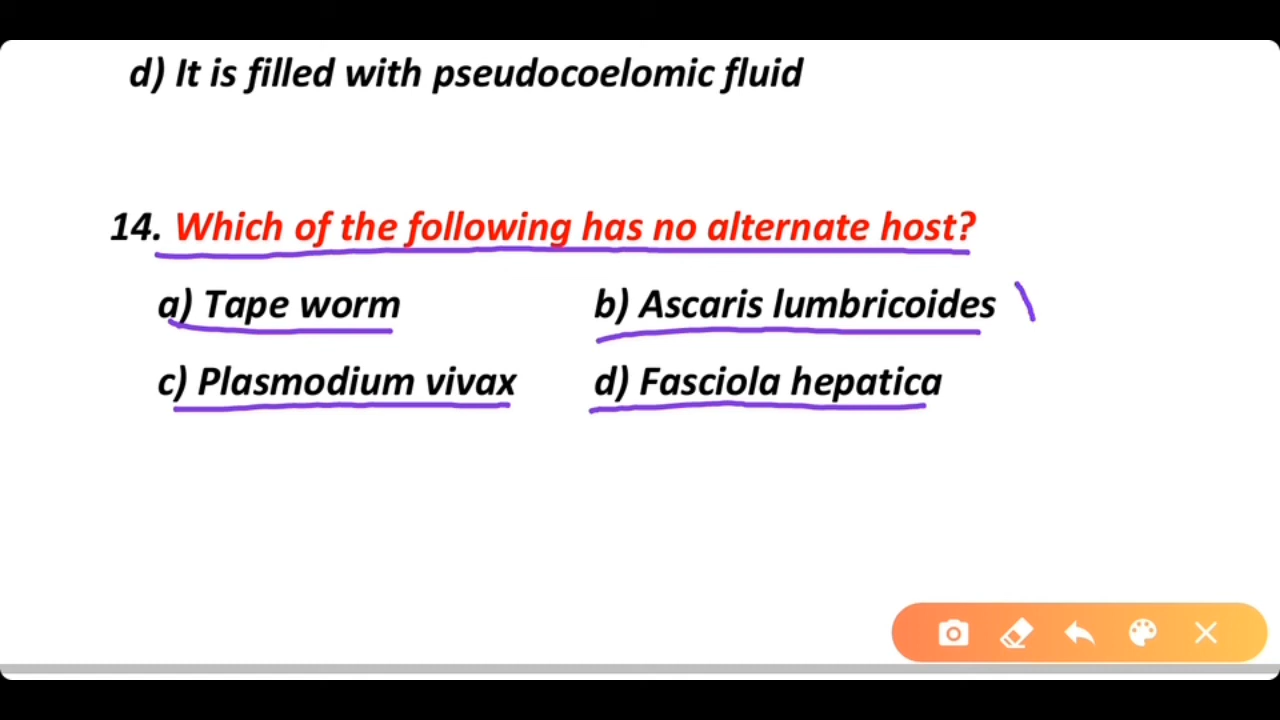 d) It is filled with pseudocoelomic fluid
14. Which of the following has no alternate host?
a) Tape worm b) Ascaris lumbricoides
c) Plasmodium vivax d) Fasciola hepatica